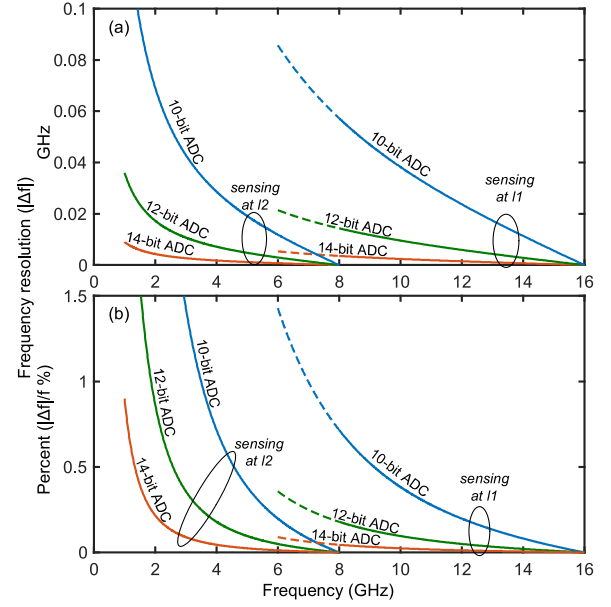 0.1
(a)
0.08
0.06
0.04
0.02
0
GHz
10-bit ADC
10-bit ADC
12-bit ADC
14-bit ADC
sensing
at l2
12-bit ADC
14-bit ADC
sensing
at l1
0 2 4 6 8 10 12 14 16
Frequency resolution (|Δf|)
1.5
(b)
1
0.5
0
Percent (|Δf|/f %)
10-bit ADC
12-bit ADC
14-bit ADC
sensing
at l2
10-bit ADC
12-bit ADC
14-bit ADC
sensing
at l1
0 2 4 6 8 10 12 14 16
Frequency (GHz)